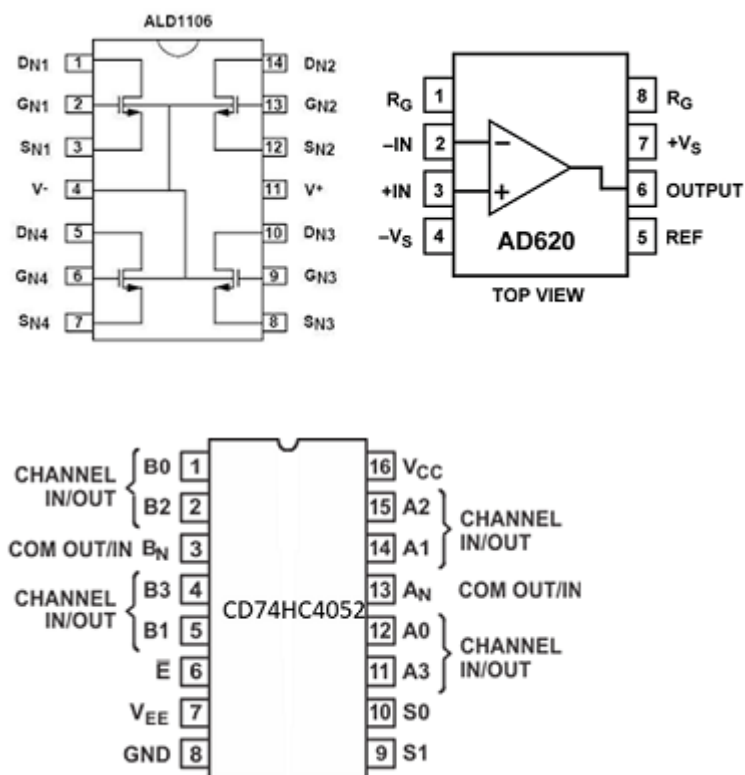 ALD1106
DN1 1 14 DN2
GN1 2 13 GN2
SN1 3 12 SN2
V- 4 11 V+
DN4 5 10 DN3
GN4 6 9 GN3
SN4 7 8 SN3
RG 1 8 RG
–IN 2 − 7 +VS
+IN 3 + 6 OUTPUT
–VS 4 AD620 5 REF
TOP VIEW
CHANNEL IN/OUT B0 1 16 VCC
B2 2 15 A2 CHANNEL IN/OUT
COM OUT/IN BN 3 14 A1
CHANNEL IN/OUT B3 4 13 AN COM OUT/IN
CD74HC4052
B1 5 12 A0 CHANNEL IN/OUT
E̅ 6 11 A3
VEE 7 10 S0
GND 8 9 S1